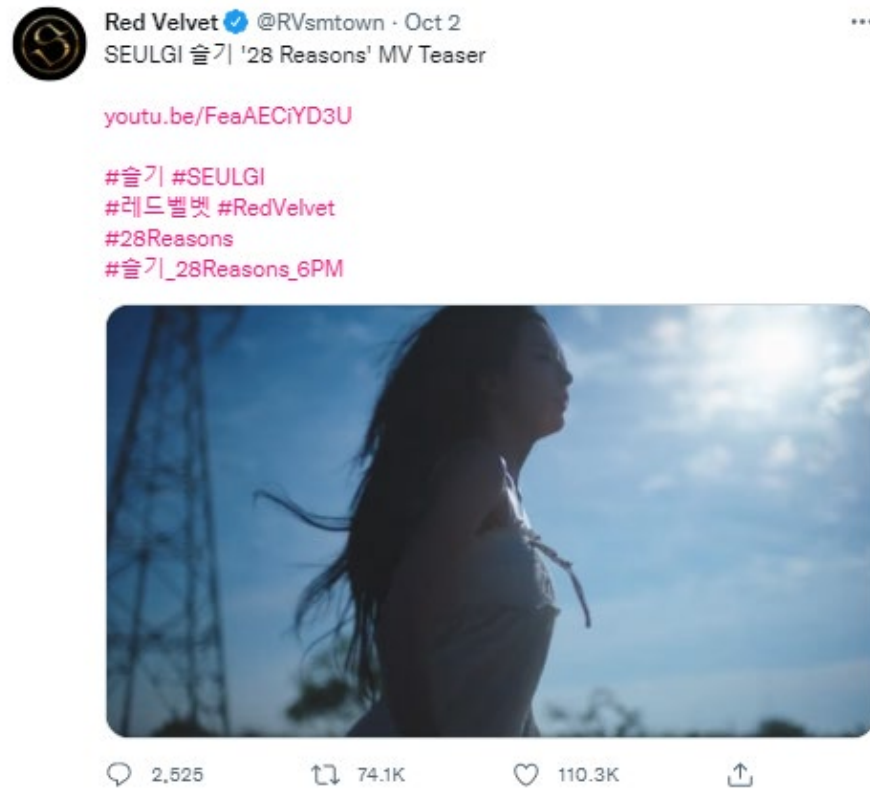 Red Velvet @RVsmtown · Oct 2
SEULGI 슬기 '28 Reasons' MV Teaser
youtu.be/FeaAECiYD3U
#슬기 #SEULGI
#레드벨벳 #RedVelvet
#28Reasons
#슬기_28Reasons_6PM
2,525 74.1K 110.3K